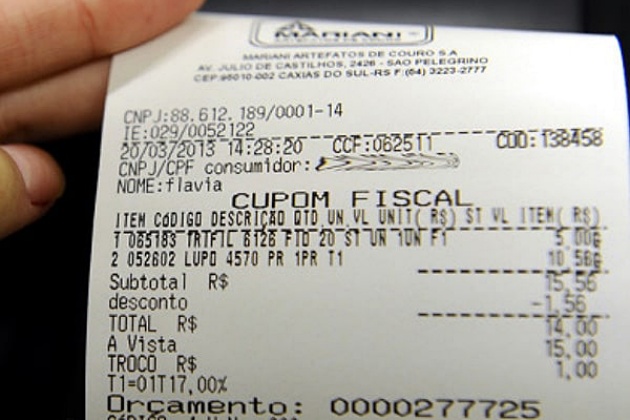 MARIANI
MARIANI ARTEFATOS DE COURO S.A
AV. JULIO DE CASTILHOS, 2426 - SAO PELEGRINO
CEP:95010-002 CAXIAS DO SUL-RS F:(54) 3223-2777
CNPJ:88.612.189/0001-14
IE:029/0052122
20/03/2013 14:28:20 CCF:062511 COO:138458
CNPJ/CPF consumidor:
NOME:flavia
CUPOM FISCAL
ITEM CÓDIGO DESCRIÇÃO QTD.UN.VL UNIT( R$) ST VL ITEM( R$)
1 065183 TRIFIL 6126 FIO 20 ST UN 1UN F1 5,00G
2 052602 LUPO 4570 PR 1PR T1 10,56G
Subtotal R$ 15,56
desconto -1,56
TOTAL R$ 14,00
A Vista 15,00
TROCO R$ 1,00
T1=01T17,00%
Orçamento: 0000277725